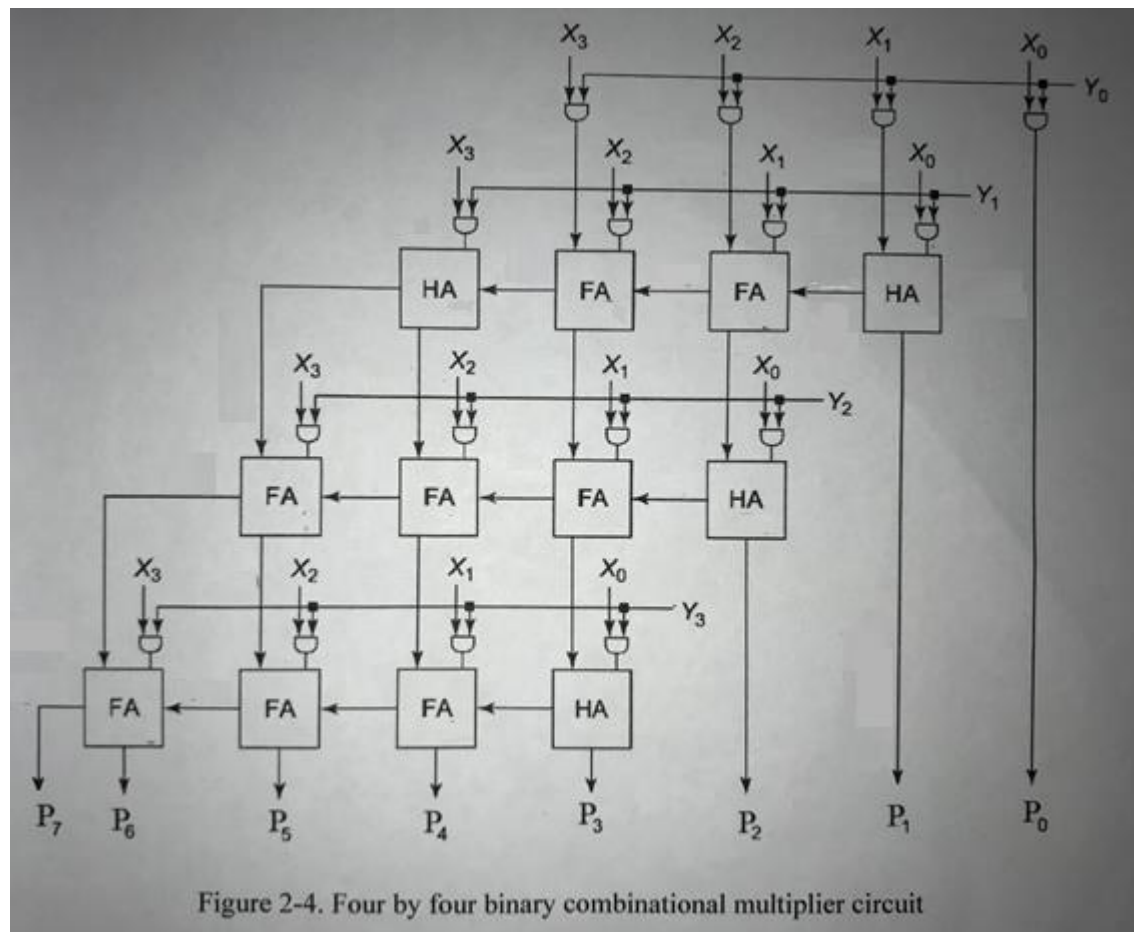 X₃ X₂ X₁ X₀
Y₀
X₃ X₂ X₁ X₀
Y₁
HA FA FA HA
X₃ X₂ X₁ X₀
Y₂
FA FA FA HA
X₃ X₂ X₁ X₀
Y₃
FA FA FA HA
P₇ P₆ P₅ P₄ P₃ P₂ P₁ P₀
Figure 2-4. Four by four binary combinational multiplier circuit